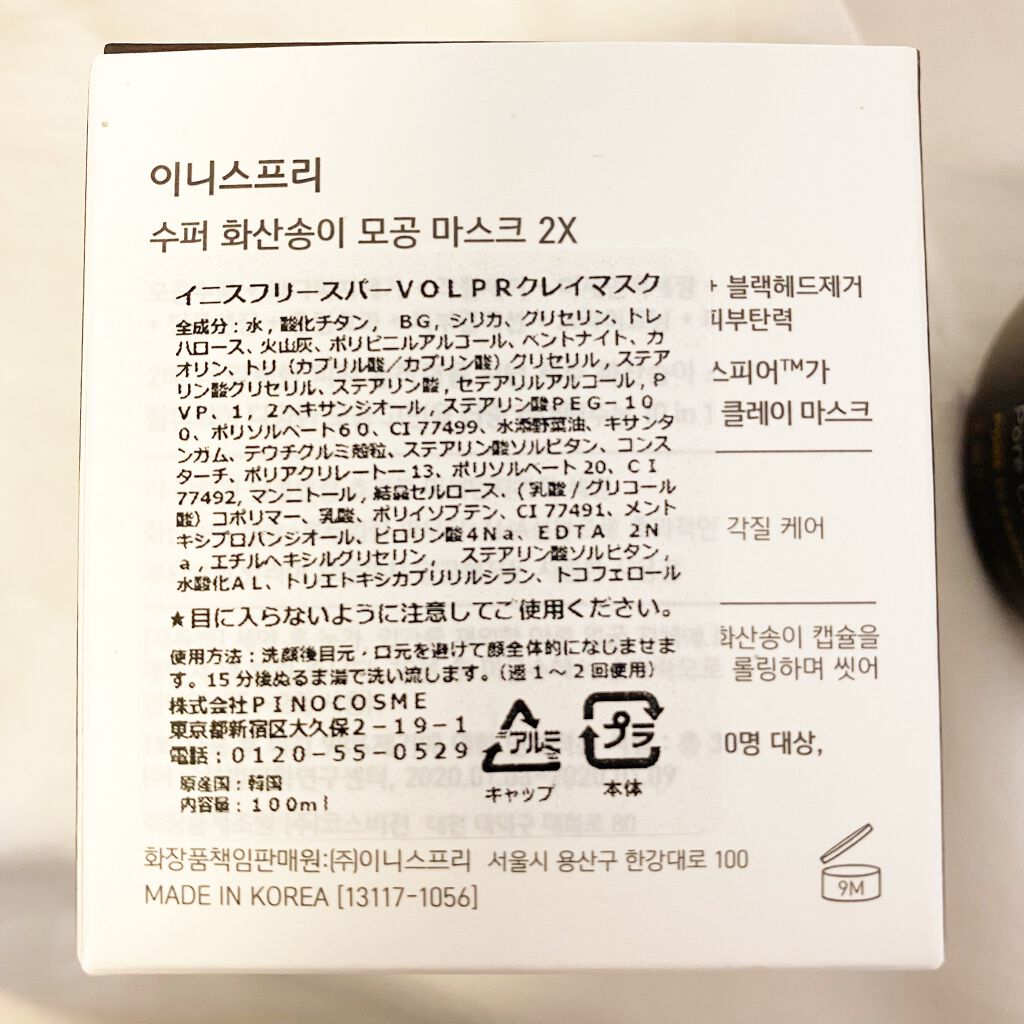 이니스프리
수퍼 화산송이 모공 마스크 2X
イニスフリースパーVOLPRクレイマスク
+ 블랙헤드제거
피부탄력
스피어™가
클레이 마스크
각질 케어
화산송이 캡슐을
롤링하며 씻어
0명 대상,
全成分：水，酸化チタン， BG，シリカ、グリセリン、トレ
ハロース、火山灰、ポリビニルアルコール、ベントナイト、カ
オリン、トリ（カプリル酸／カプリン酸）グリセリル，ステア
リン酸グリセリル、ステアリン酸，セテアリルアルコール，P
VP、1，2ヘキサンジオール，ステアリン酸PEG-10
0、ポリソルベート60、CI 77499、水添野菜油、キサンタ
ンガム、テウチクルミ殻粒、ステアリン酸ソルビタン，コンス
ターチ、ポリアクリレート－13、ポリソルベート 20、CI
77492, マンニトール，結晶セルロース、(乳酸/グリコール
酸）コポリマー、乳酸、ポリイソブテン、CI 77491、メント
キシプロパンジオール、ピロリン酸4Na、EDTA 2N
a，エチルヘキシルグリセリン， ステアリン酸ソルビタン，
水酸化AL、トリエトキシカプリリルシラン、トコフェロール
★目に入らないように注意してご使用ください。
使用方法：洗顔後目元・口元を避けて顔全体的になじませま
す。15分後ぬるま湯で洗い流します。（週1～2回使用）
株式会社PINOCOSME
東京都新宿区大久保2－19－1
電話：0120-55-0529
原産国：韓国
内容量：100ml
アルミ
キャップ
プラ
本体
화장품책임판매원:(주)이니스프리 서울시 용산구 한강대로 100
MADE IN KOREA [13117-1056]
9M